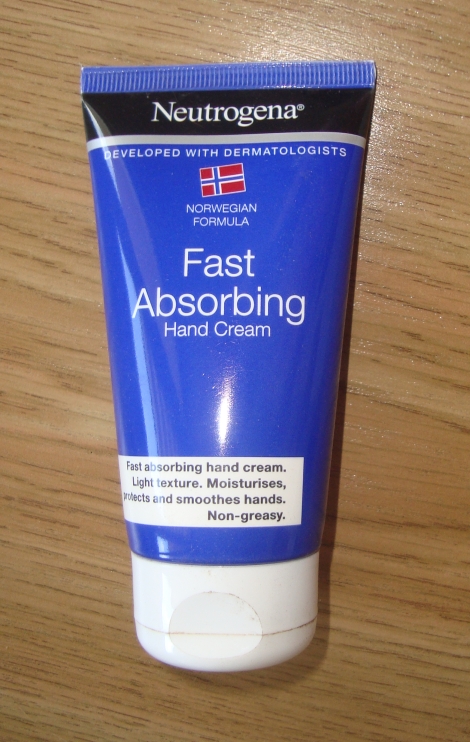 Neutrogena®
DEVELOPED WITH DERMATOLOGISTS
NORWEGIAN
FORMULA
Fast
Absorbing
Hand Cream
Fast absorbing hand cream.
Light texture. Moisturises,
protects and smoothes hands.
Non-greasy.